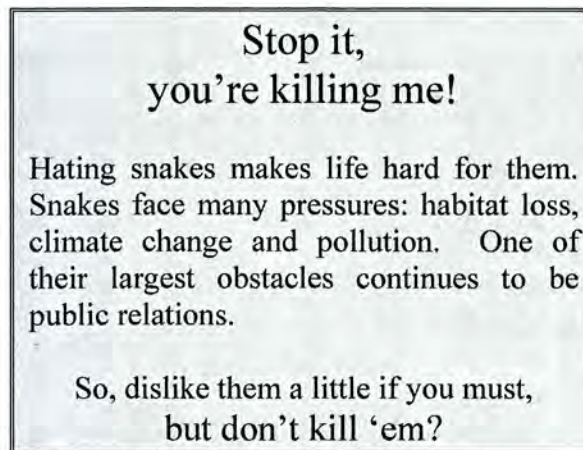 Stop it,
you're killing me!
Hating snakes makes life hard for them.
Snakes face many pressures: habitat loss,
climate change and pollution. One of
their largest obstacles continues to be
public relations.
So, dislike them a little if you must,
but don't kill ‘em?